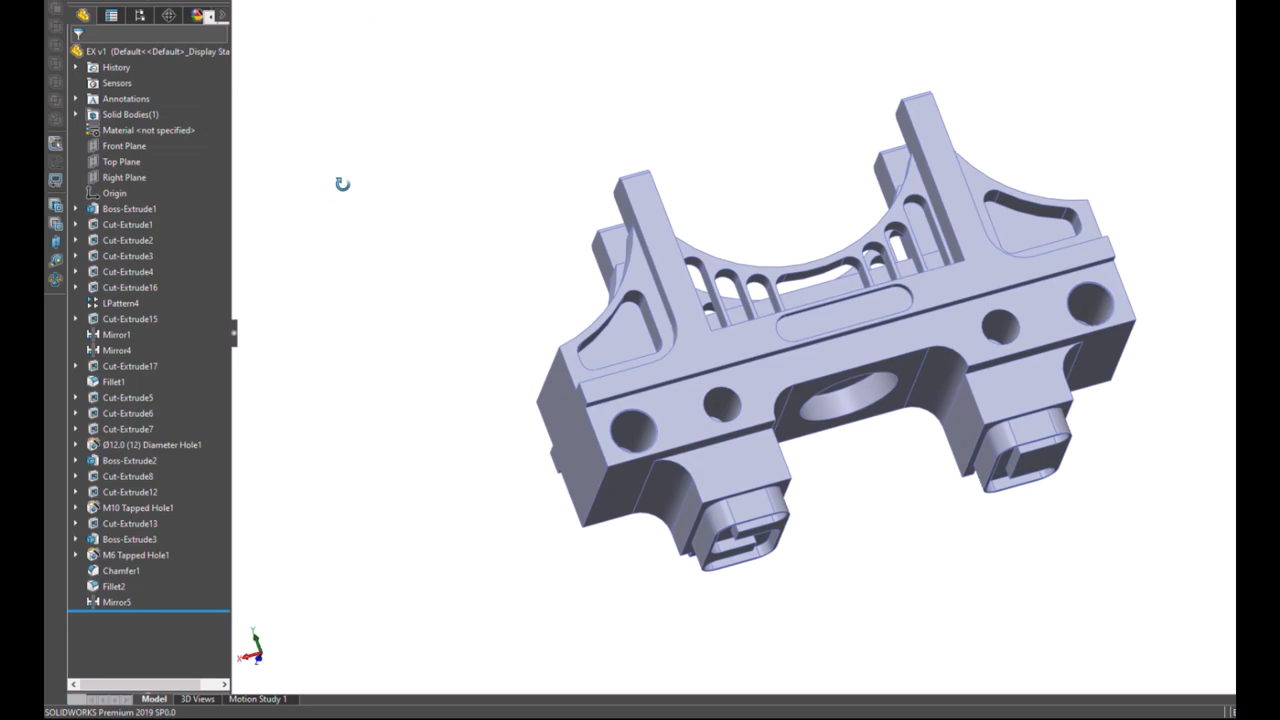 EX v1 (Default<<Default>_Display Sta
History
Sensors
Annotations
Solid Bodies(1)
Material <not specified>
Front Plane
Top Plane
Right Plane
Origin
Boss-Extrude1
Cut-Extrude1
Cut-Extrude2
Cut-Extrude3
Cut-Extrude4
Cut-Extrude16
LPattern4
Cut-Extrude15
Mirror1
Mirror4
Cut-Extrude17
Fillet1
Cut-Extrude5
Cut-Extrude6
Cut-Extrude7
Ø12.0 (12) Diameter Hole1
Boss-Extrude2
Cut-Extrude8
Cut-Extrude12
M10 Tapped Hole1
Cut-Extrude13
Boss-Extrude3
M6 Tapped Hole1
Chamfer1
Fillet2
Mirror5
Y
X
Z
Model 3D Views Motion Study 1
SOLIDWORKS Premium 2019 SP0.0